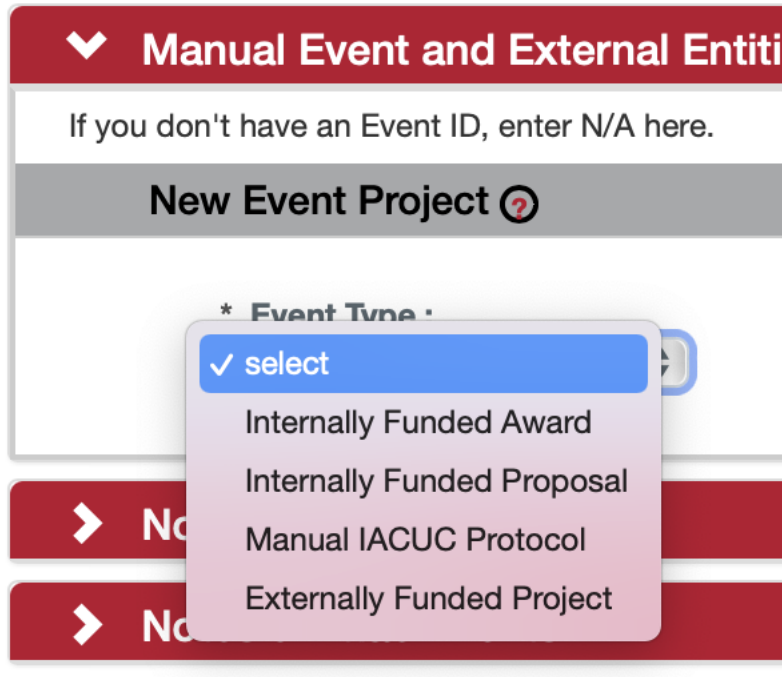 Manual Event and External Entiti
If you don't have an Event ID, enter N/A here.
New Event Project ?
* Event Type :
✓ select
Internally Funded Award
Internally Funded Proposal
Manual IACUC Protocol
Externally Funded Project